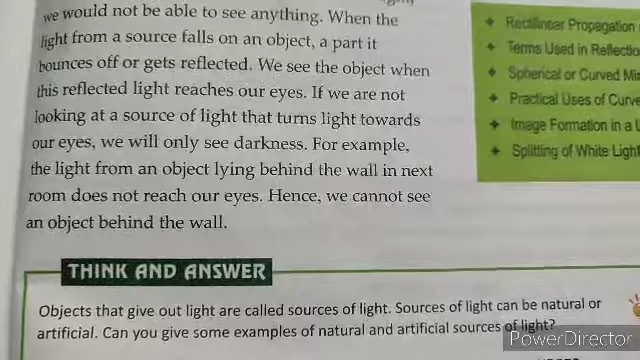 we would not be able to see anything. When the
light from a source falls on an object, a part it
bounces off or gets reflected. We see the object when
this reflected light reaches our eyes. If we are not
looking at a source of light that turns light towards
our eyes, we will only see darkness. For example,
the light from an object lying behind the wall in next
room does not reach our eyes. Hence, we cannot see
an object behind the wall.
Rectilinear Propagation
Terms Used in Reflectio
Spherical or Curved Mi
Practical Uses of Curve
Image Formation in a
Splitting of White Light
THINK AND ANSWER
Objects that give out light are called sources of light. Sources of light can be natural or
artificial. Can you give some examples of natural and artificial sources of light?
PowerDirector